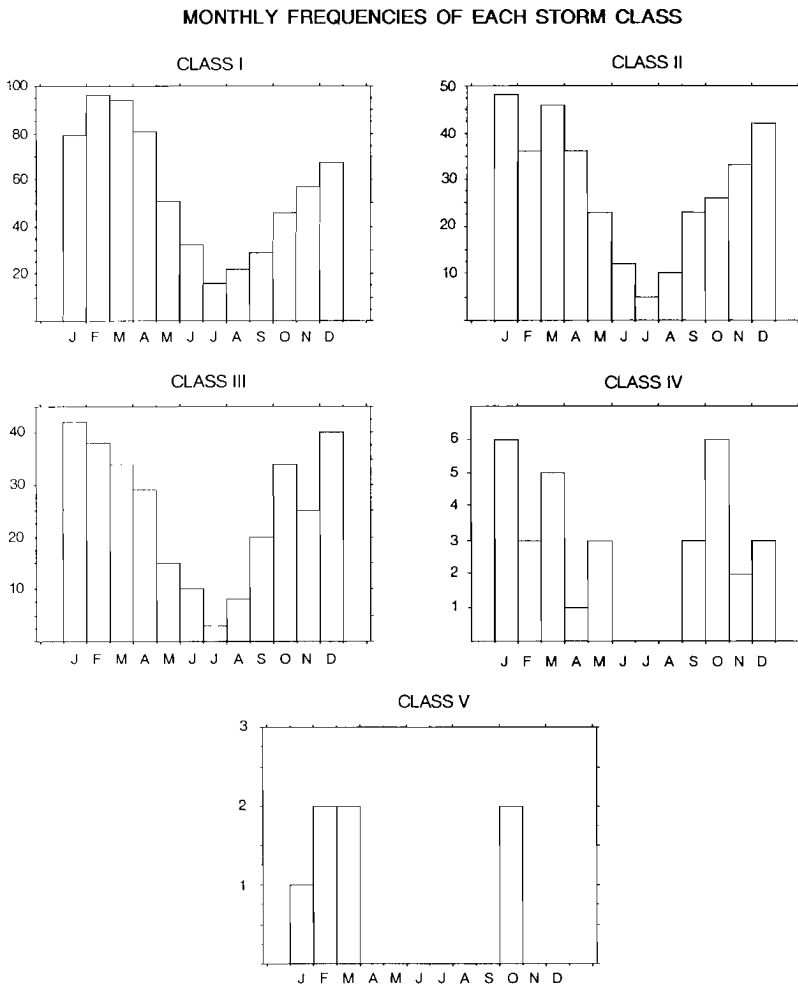 MONTHLY FREQUENCIES OF EACH STORM CLASS
CLASS I
100
80
60
40
20
J F M A M J J A S O N D
CLASS II
50
40
30
20
10
J F M A M J J A S O N D
CLASS III
40
30
20
10
J F M A M J J A S O N D
CLASS IV
6
5
4
3
2
1
J F M A M J J A S O N D
CLASS V
3
2
1
J F M A M J J A S O N D